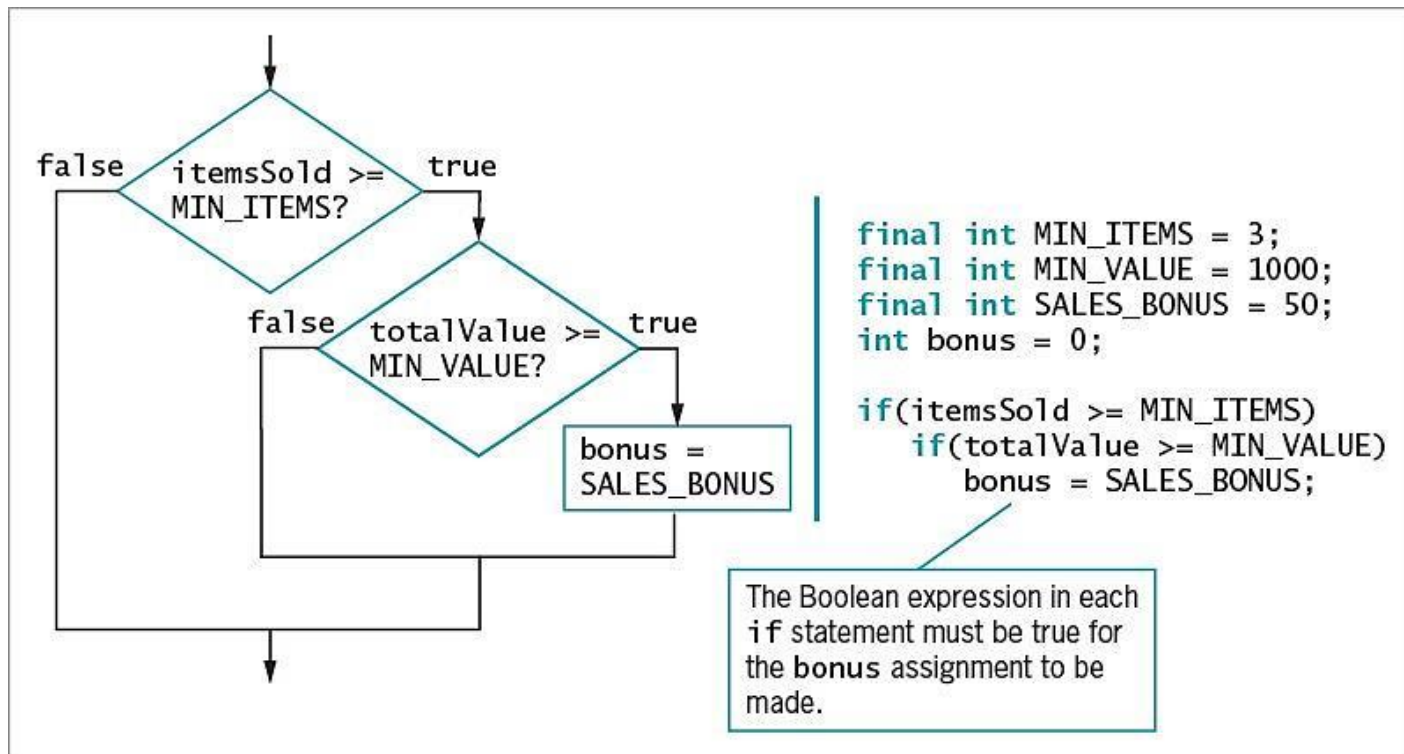 false
itemsSold >=
MIN_ITEMS?
true
false
totalValue >=
MIN_VALUE?
true
bonus =
SALES_BONUS
final int MIN_ITEMS = 3;
final int MIN_VALUE = 1000;
final int SALES_BONUS = 50;
int bonus = 0;
if(itemsSold >= MIN_ITEMS)
if(totalValue >= MIN_VALUE)
bonus = SALES_BONUS;
The Boolean expression in each
if statement must be true for
the bonus assignment to be
made.